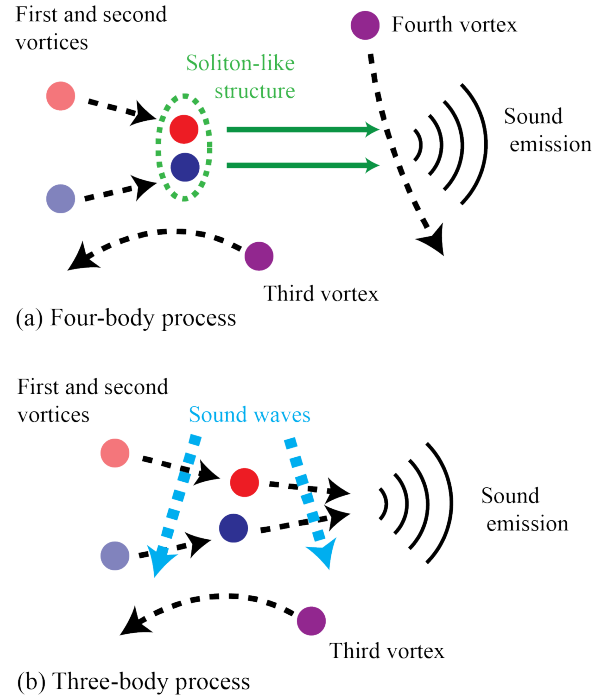 First and second
vortices
Fourth vortex
Soliton-like
structure
Sound
emission
Third vortex
(a) Four-body process
First and second
vortices
Sound waves
Sound
emission
Third vortex
(b) Three-body process